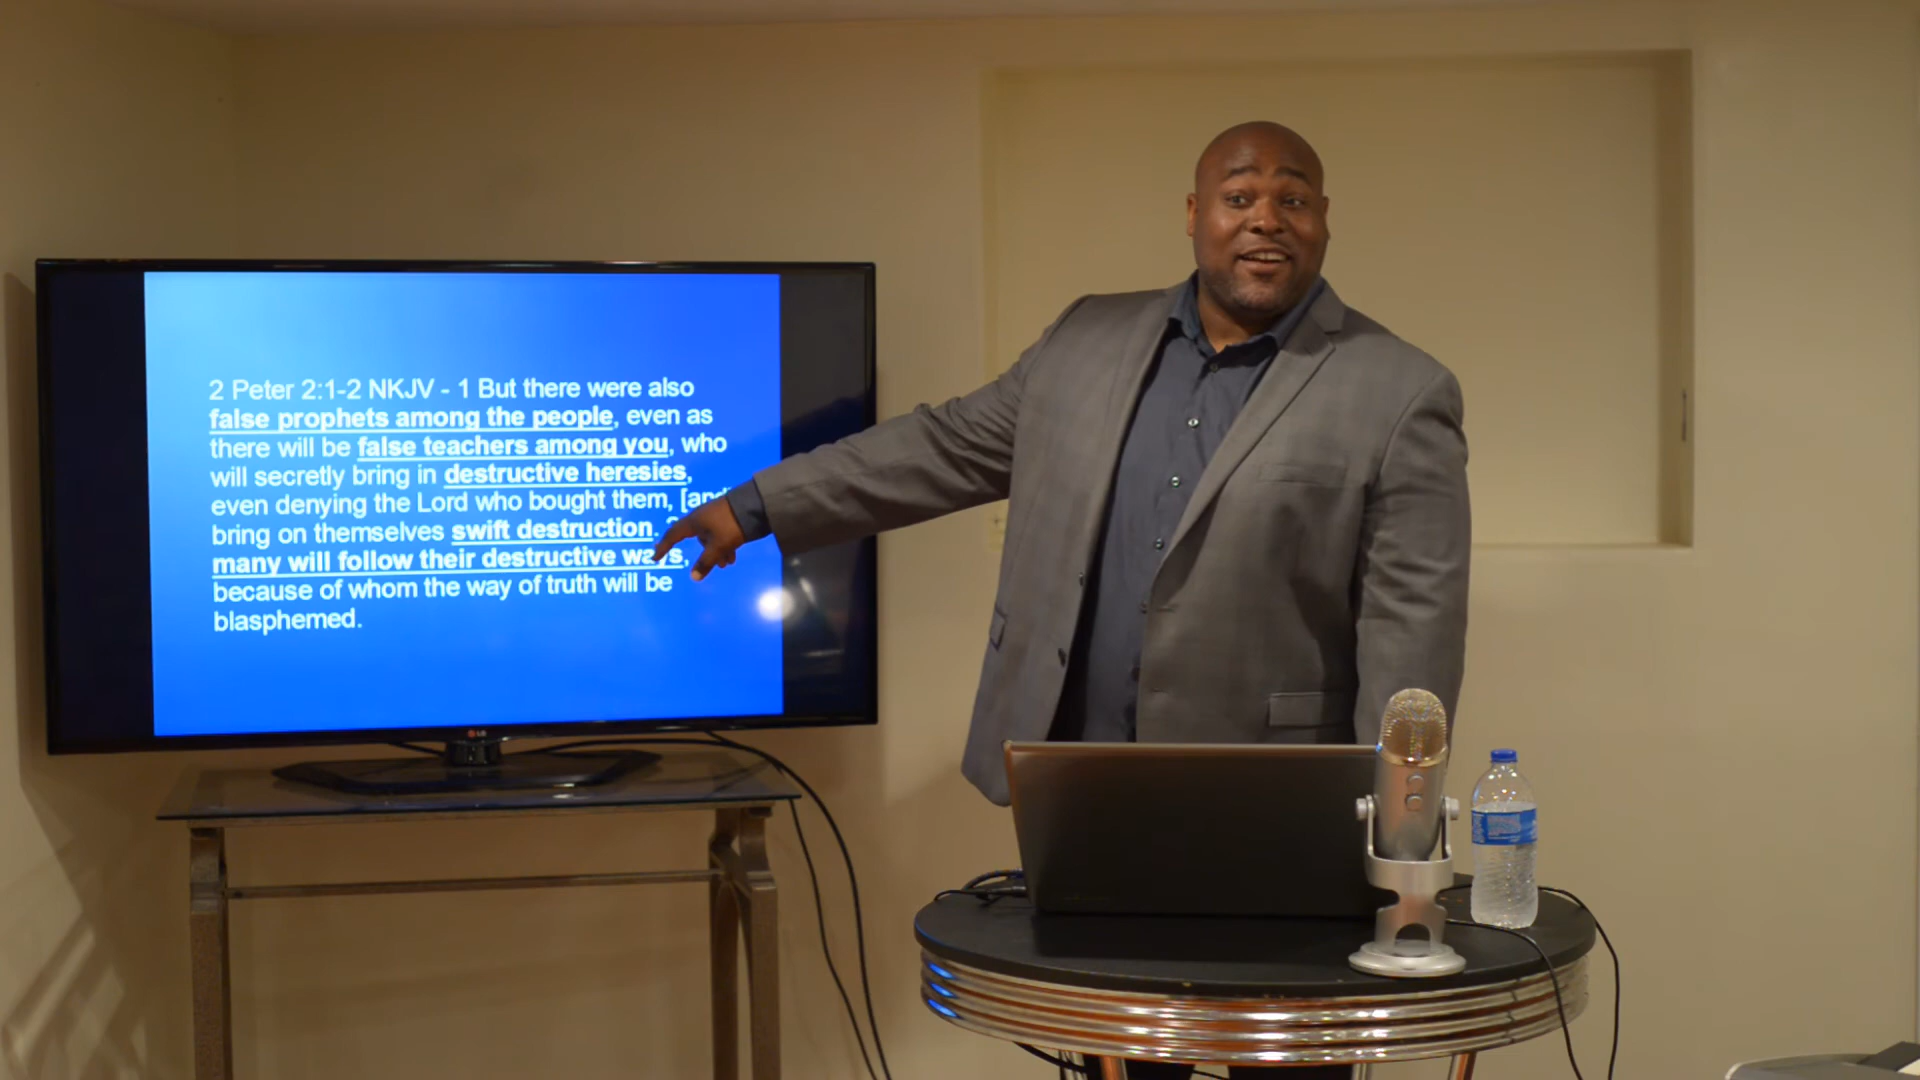 2 Peter 2:1-2 NKJV - 1 But there were also
false prophets among the people, even as
there will be false teachers among you, who
will secretly bring in destructive heresies,
even denying the Lord who bought them, [and
bring on themselves swift destruction.
many will follow their destructive ways,
because of whom the way of truth will be
blasphemed.
LG